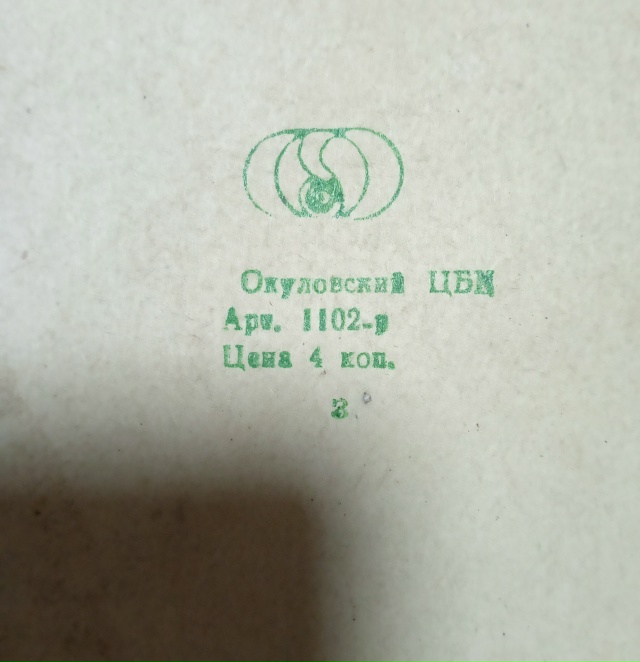 Окуловский ЦБК
Арт. 1102-р
Цена 4 коп.
3